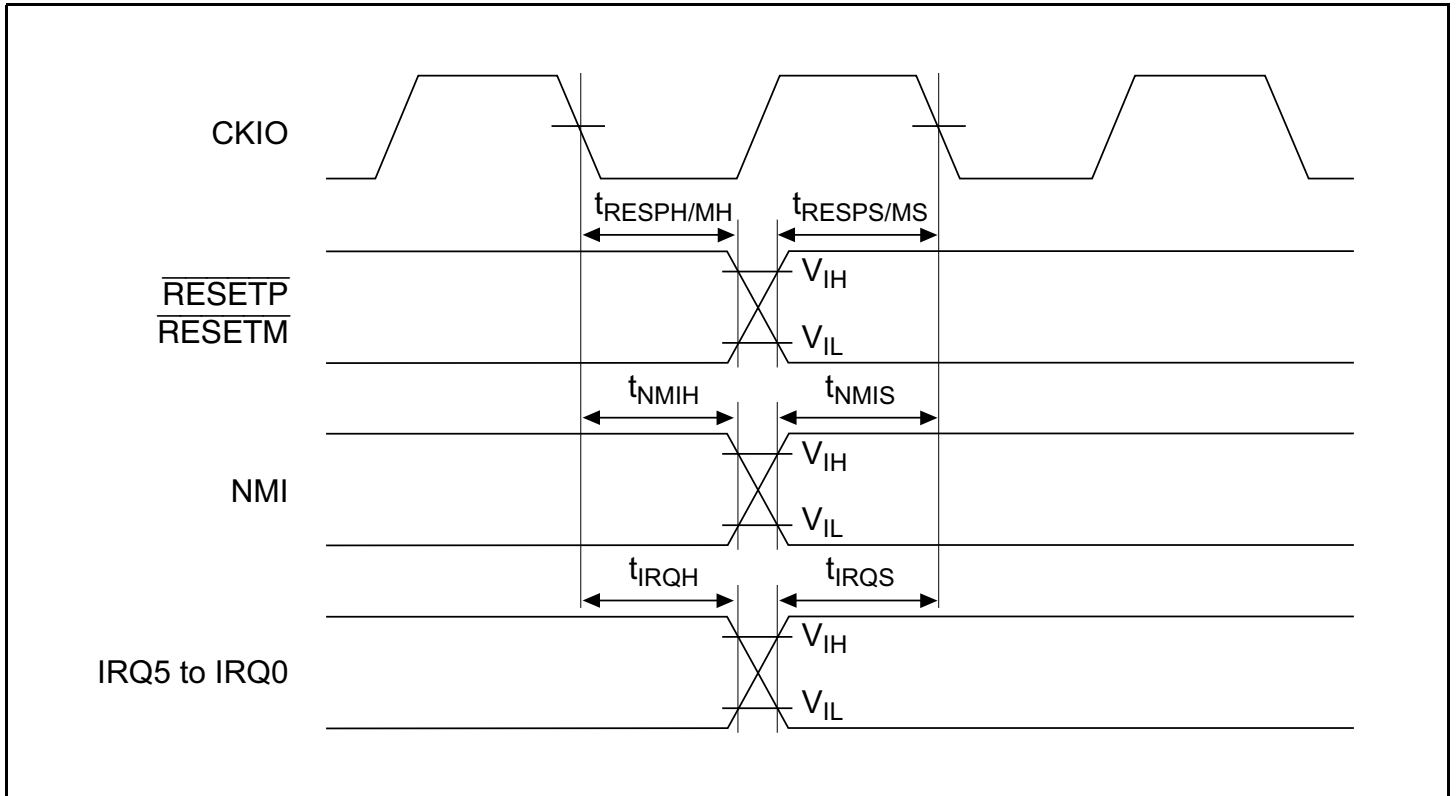 CKIO
tRESPH/MH tRESPS/MS
RESETP
RESETM
VIH
VIL
tNMIH tNMIS
NMI
VIH
VIL
tIRQH tIRQS
IRQ5 to IRQ0
VIH
VIL